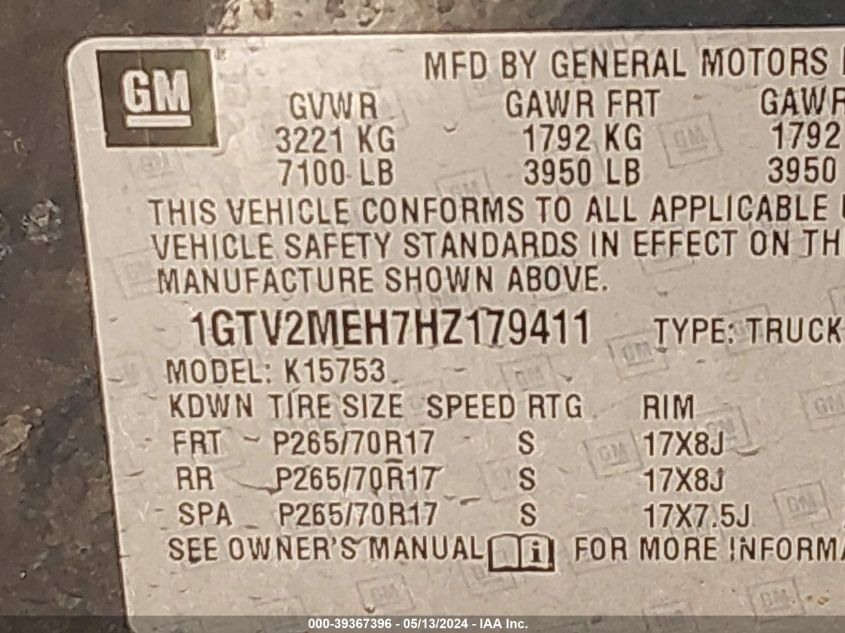 GM
MFD BY GENERAL MOTORS
GVWR GAWR FRT GAWR
3221 KG 1792 KG 1792
7100 LB 3950 LB 3950
THIS VEHICLE CONFORMS TO ALL APPLICABLE
VEHICLE SAFETY STANDARDS IN EFFECT ON TH
MANUFACTURE SHOWN ABOVE.
1GTV2MEH7HZ179411 TYPE: TRUCK
MODEL: K15753
KDWN TIRE SIZE SPEED RTG RIM
FRT P265/70R17 S 17X8J
RR P265/70R17 S 17X8J
SPA P265/70R17 S 17X7.5J
SEE OWNER'S MANUAL i FOR MORE INFORMA
000-39367396 - 05/13/2024 - IAA Inc.